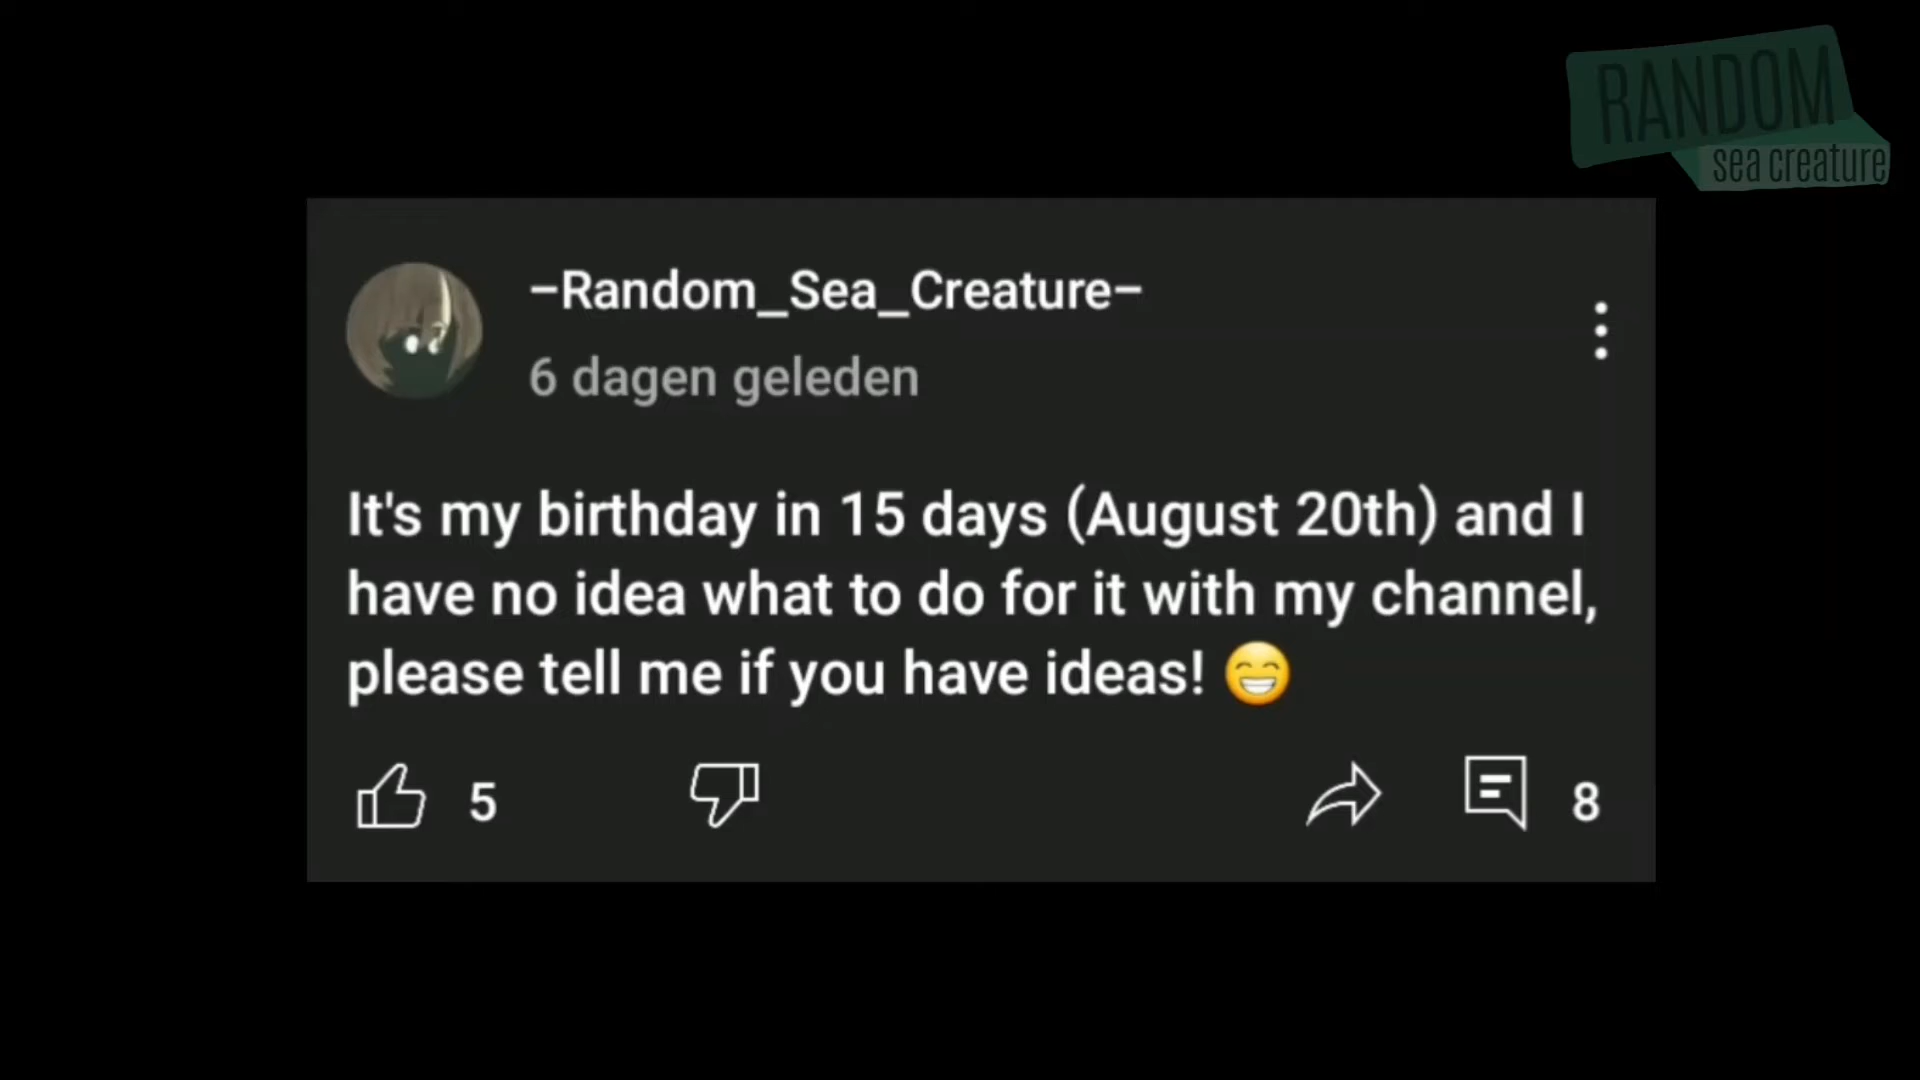 RANDOM
sea creature
–Random_Sea_Creature–
6 dagen geleden
It's my birthday in 15 days (August 20th) and I
have no idea what to do for it with my channel,
please tell me if you have ideas! 😁
5
8